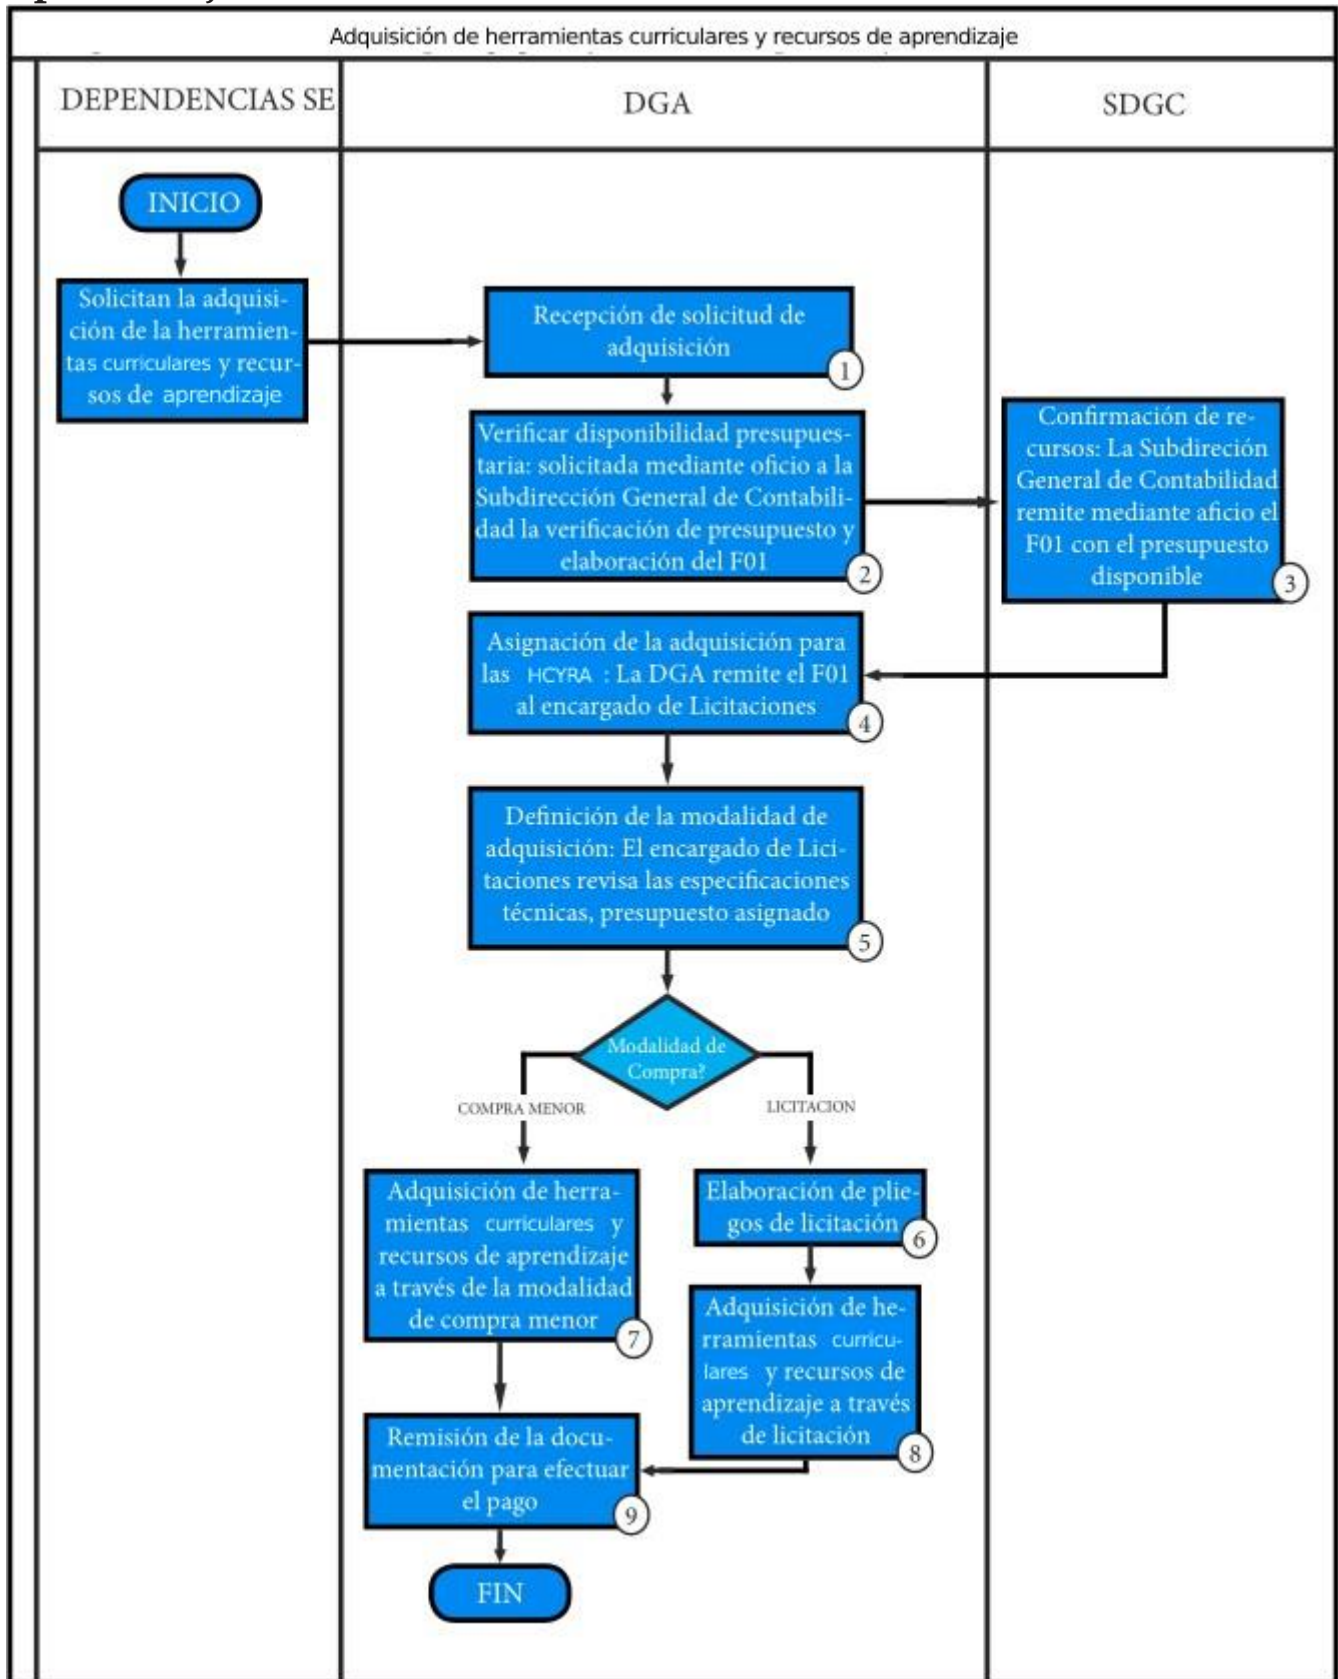 Adquisición de herramientas curriculares y recursos de aprendizaje
DEPENDENCIAS SE
DGA
SDGC
INICIO
Solicitan la adquisi-
ción de la herramien-
tas curriculares y recur-
sos de aprendizaje
Recepción de solicitud de
adquisición
1
Verificar disponibilidad presupues-
taria: solicitada mediante oficio a la
Subdirección General de Contabili-
dad la verificación de presupuesto y
elaboración del F01
2
Confirmación de re-
cursos: La Subdireción
General de Contabilidad
remite mediante aficio el
F01 con el presupuesto
disponible
3
Asignación de la adquisición para
las HCYRA : La DGA remite el F01
al encargado de Licitaciones
4
Definición de la modalidad de
adquisición: El encargado de Lici-
taciones revisa las especificaciones
técnicas, presupuesto asignado
5
Modalidad de
Compra?
COMPRA MENOR
LICITACION
Adquisición de herra-
mientas curriculares y
recursos de aprendizaje
a través de la modalidad
de compra menor
7
Elaboración de plie-
gos de licitación
6
Adquisición de he-
rramientas curricu-
lares y recursos de
aprendizaje a través
de licitación
8
Remisión de la docu-
mentación para efectuar
el pago
9
FIN